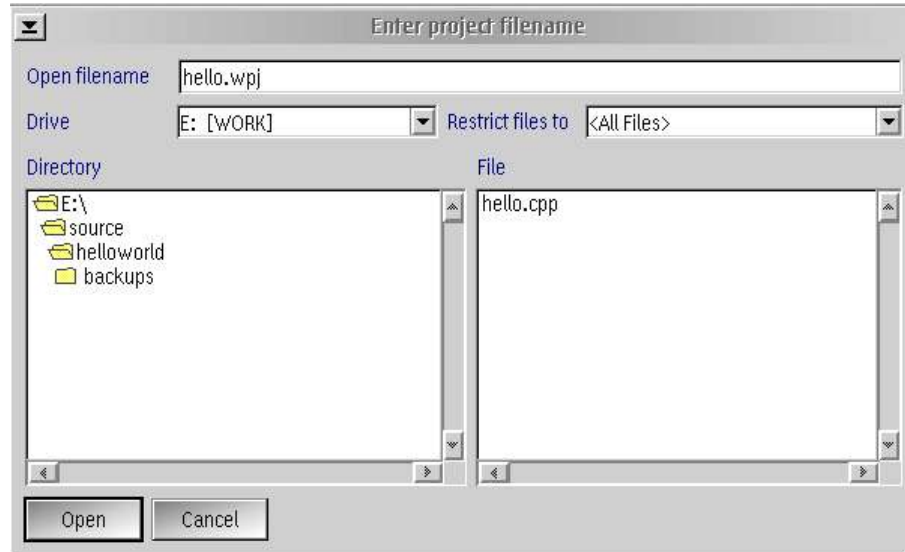 Enter project filename
Open filename hello.wpj
Drive E: [WORK] Restrict files to <All Files>
Directory File
E:\ hello.cpp
source
helloworld
backups
Open Cancel